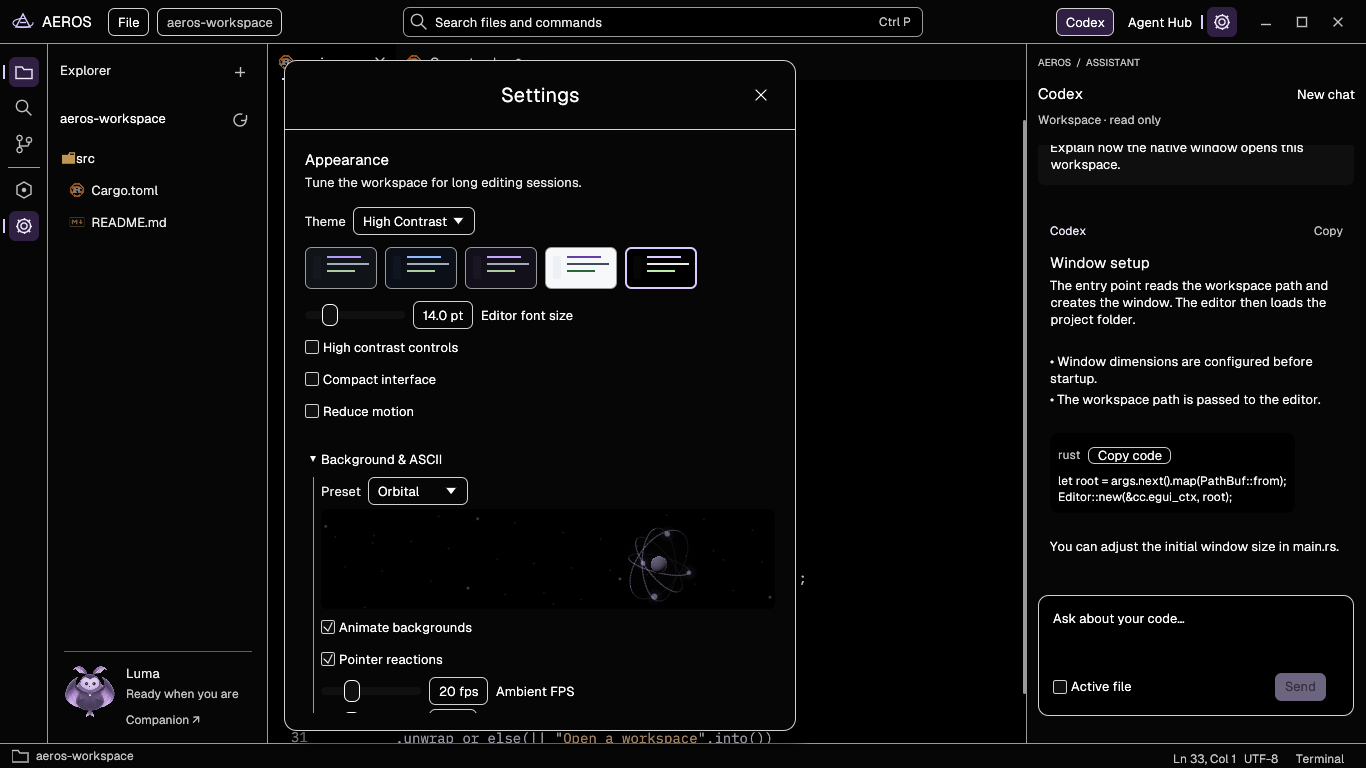 AEROS
File
aeros-workspace
Search files and commands
Ctrl P
Codex
Agent Hub
Explorer
aeros-workspace
src
Cargo.toml
README.md
Luma
Ready when you are
Companion ↗
Settings
Appearance
Tune the workspace for long editing sessions.
Theme
High Contrast
14.0 pt
Editor font size
High contrast controls
Compact interface
Reduce motion
Background & ASCII
Preset
Orbital
Animate backgrounds
Pointer reactions
20 fps
Ambient FPS
;
31 .unwrap_or_else(|| "Open a workspace".into())
AEROS / ASSISTANT
Codex
New chat
Workspace · read only
Explain how the native window opens this
workspace.
Codex
Copy
Window setup
The entry point reads the workspace path and
creates the window. The editor then loads the
project folder.
• Window dimensions are configured before
startup.
• The workspace path is passed to the editor.
rust
Copy code
let root = args.next().map(PathBuf::from);
Editor::new(&cc.egui_ctx, root);
You can adjust the initial window size in main.rs.
Ask about your code...
Active file
Send
aeros-workspace
Ln 33, Col 1
UTF-8
Terminal